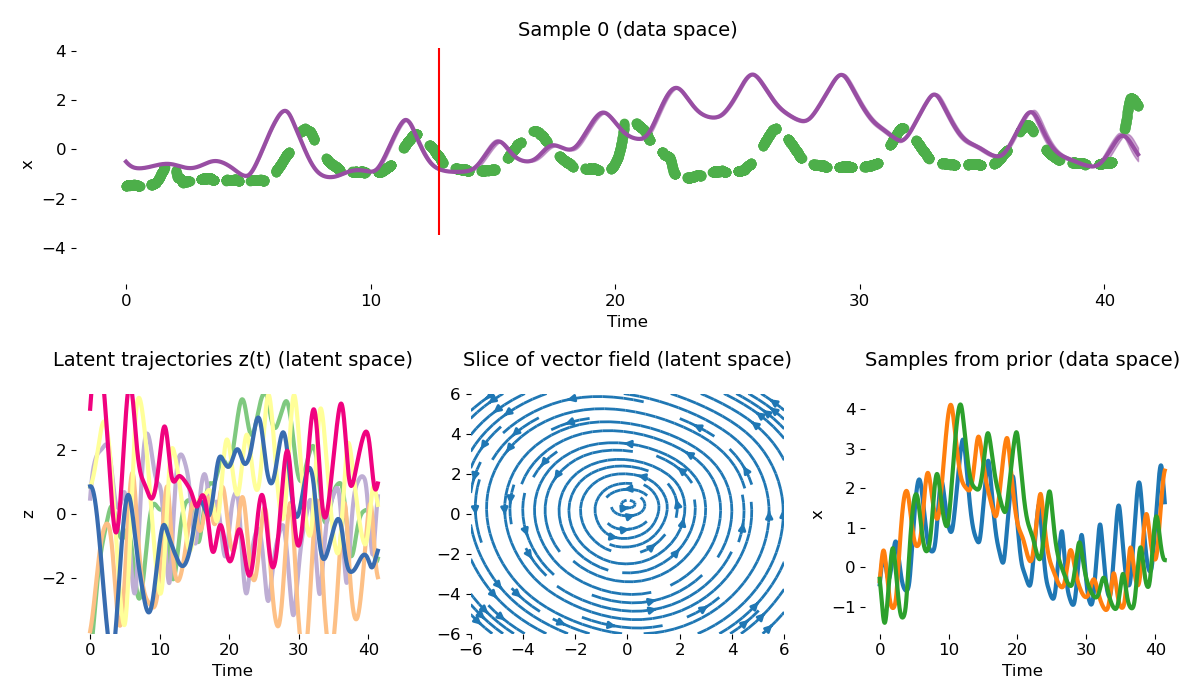 Sample 0 (data space)
4
2
0
−2
−4
x
0 10 20 30 40
Time
Latent trajectories z(t) (latent space)
2
0
−2
z
0 10 20 30 40
Time
Slice of vector field (latent space)
6
4
2
0
−2
−4
−6
−6 −4 −2 0 2 4 6
Samples from prior (data space)
4
3
2
1
0
−1
x
0 10 20 30 40
Time